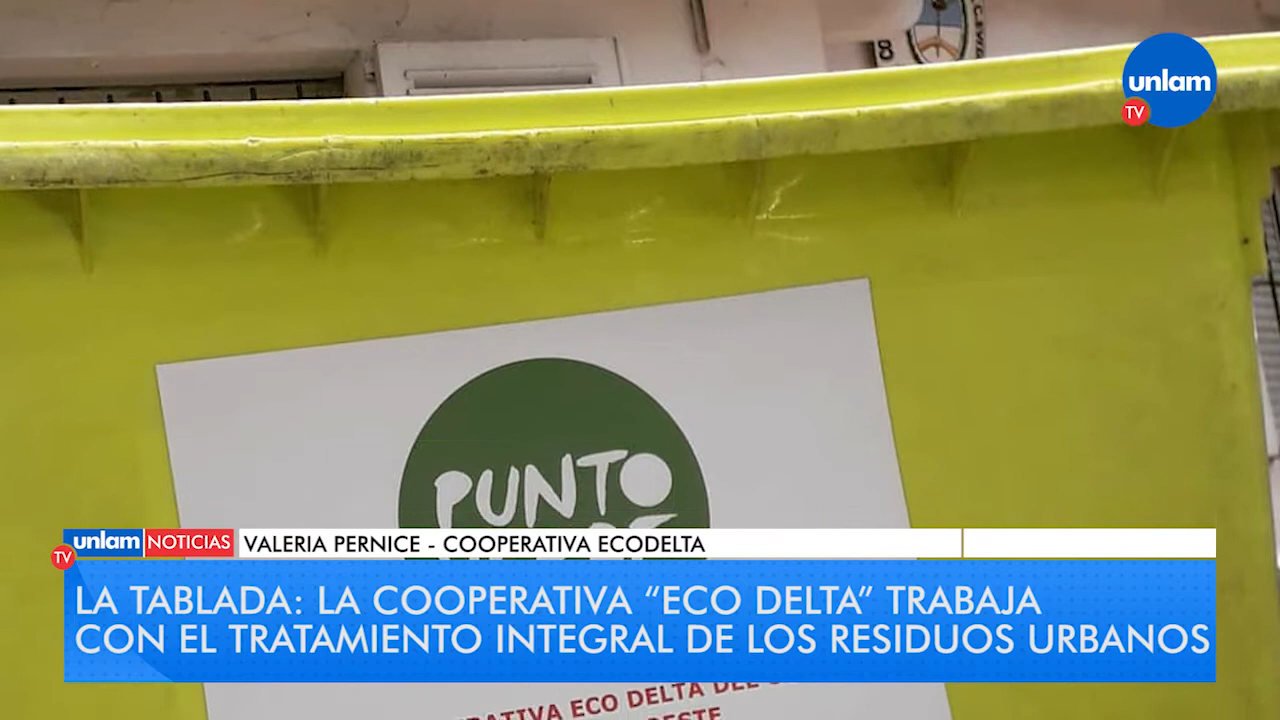 unlam
TV
PUNTO
unlam NOTICIAS VALERIA PERNICE - COOPERATIVA ECODELTA
TV
LA TABLADA: LA COOPERATIVA “ECO DELTA” TRABAJA
CON EL TRATAMIENTO INTEGRAL DE LOS RESIDUOS URBANOS
ECO DELTA DEL